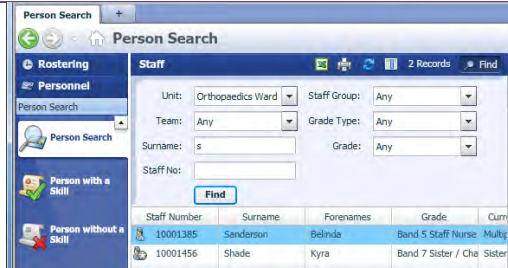 Person Search +
Person Search
Rostering
Personnel
Person Search
Person Search
Person with a
Skill
Person without a
Skill
Staff 2 Records Find
Unit: Orthopaedics Ward Staff Group: Any
Team: Any Grade Type: Any
Surname: s Grade: Any
Staff No:
Find
Staff Number Surname Forenames Grade Curre
10001385 Sanderson Belinda Band 5 Staff Nurse Multip
10001456 Shade Kyra Band 7 Sister / Cha Sister